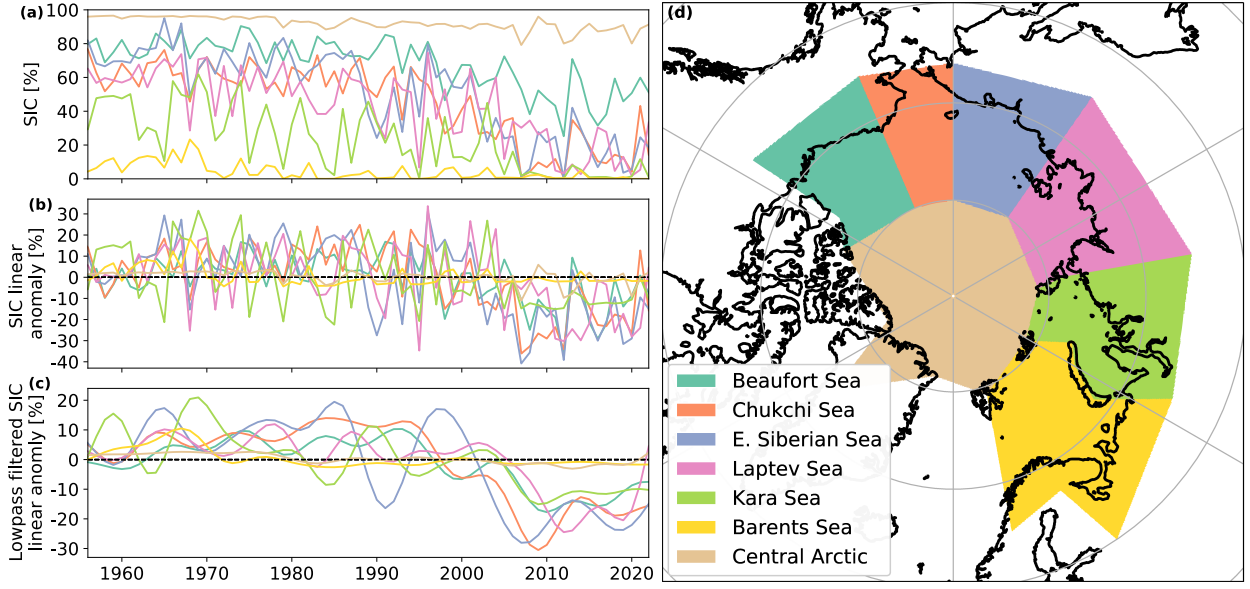 (a)
SIC [%]
100
80
60
40
20
0
(b)
SIC linear
anomaly [%]
30
20
10
0
-10
-20
-30
-40
(c)
Lowpass fiiltered SIC
linear anomly [%]
20
10
0
-10
-20
-30
1960
1970
1980
1990
2000
2010
2020
(d)
Beaufort Sea
Chukchi Sea
E. Siberian Sea
Laptev Sea
Kara Sea
Barents Sea
Central Arctic